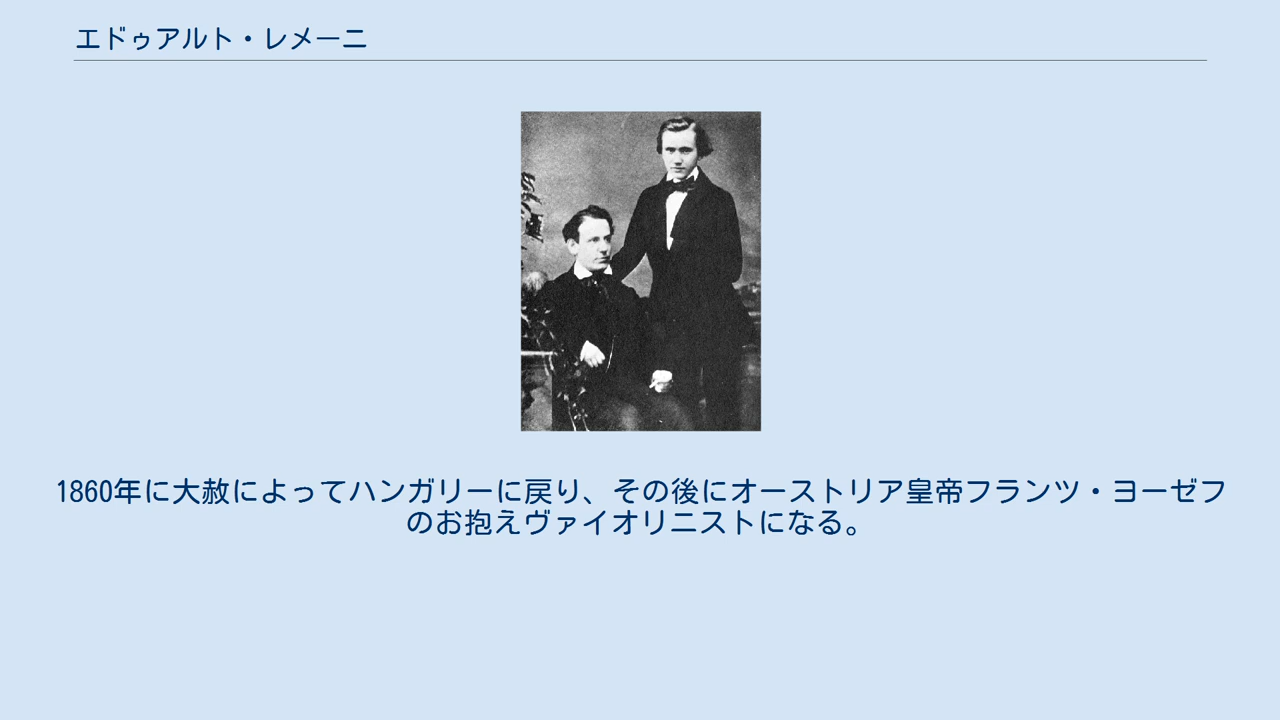 エドゥアルト・レメーニ
1860年に大赦によってハンガリーに戻り、その後にオーストリア皇帝フランツ・ヨーゼフ
のお抱えヴァイオリニストになる。